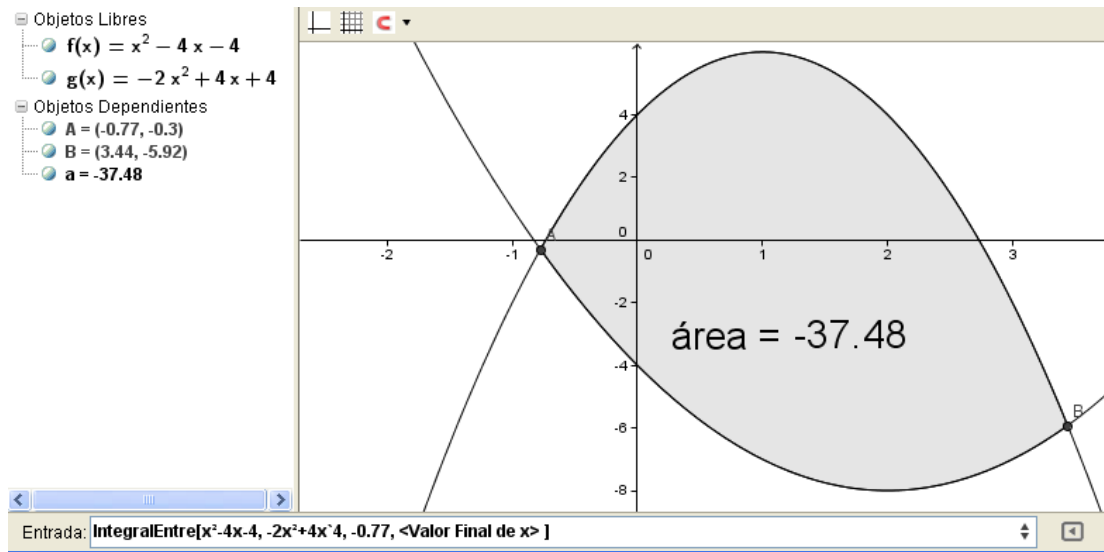 Objetos Libres
f(x) = x² − 4 x − 4
g(x) = −2 x² + 4 x + 4
Objetos Dependientes
A = (-0.77, -0.3)
B = (3.44, -5.92)
a = -37.48
4
2
0
-2 -1 0 1 2 3
A
-2
área = -37.48
-4
B
-6
-8
Entrada: IntegralEntre[x²-4x-4, -2x²+4x`4, -0.77, <Valor Final de x> ]